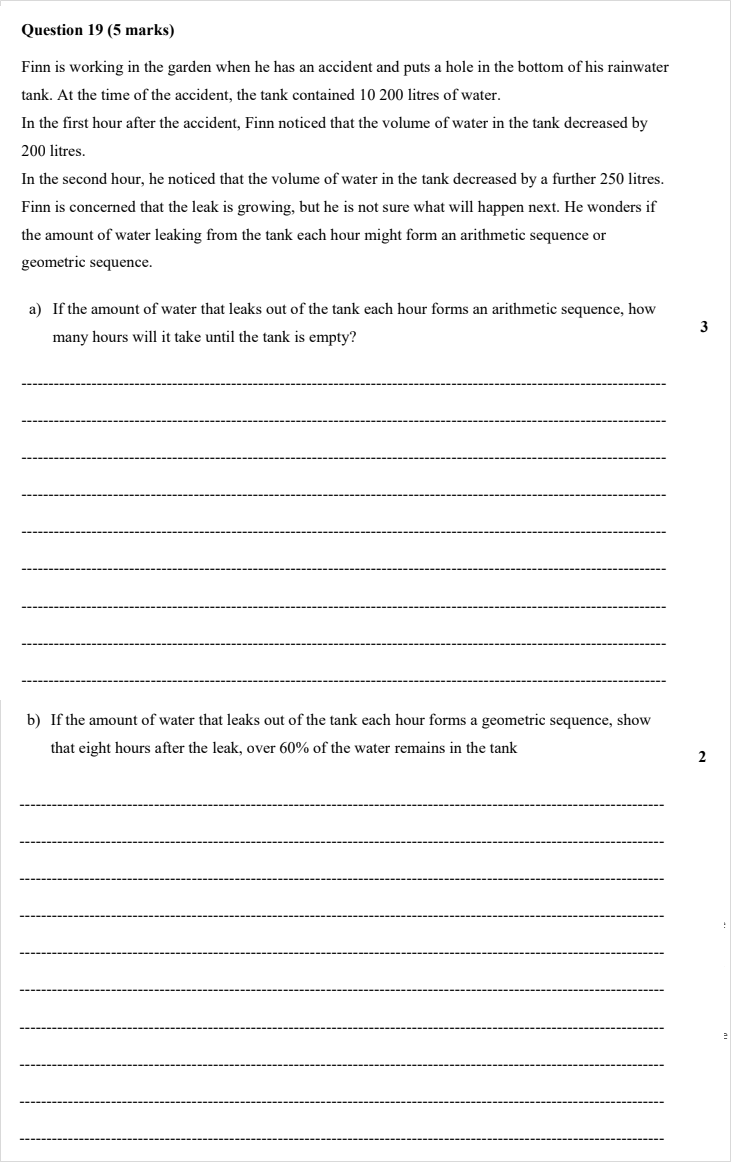 Question 19 (5 marks)
Finn is working in the garden when he has an accident and puts a hole in the bottom of his rainwater
tank. At the time of the accident, the tank contained 10 200 litres of water.
In the first hour after the accident, Finn noticed that the volume of water in the tank decreased by
200 litres.
In the second hour, he noticed that the volume of water in the tank decreased by a further 250 litres.
Finn is concerned that the leak is growing, but he is not sure what will happen next. He wonders if
the amount of water leaking from the tank each hour might form an arithmetic sequence or
geometric sequence.
a) If the amount of water that leaks out of the tank each hour forms an arithmetic sequence, how
many hours will it take until the tank is empty?
3
b) If the amount of water that leaks out of the tank each hour forms a geometric sequence, show
that eight hours after the leak, over 60% of the water remains in the tank
2